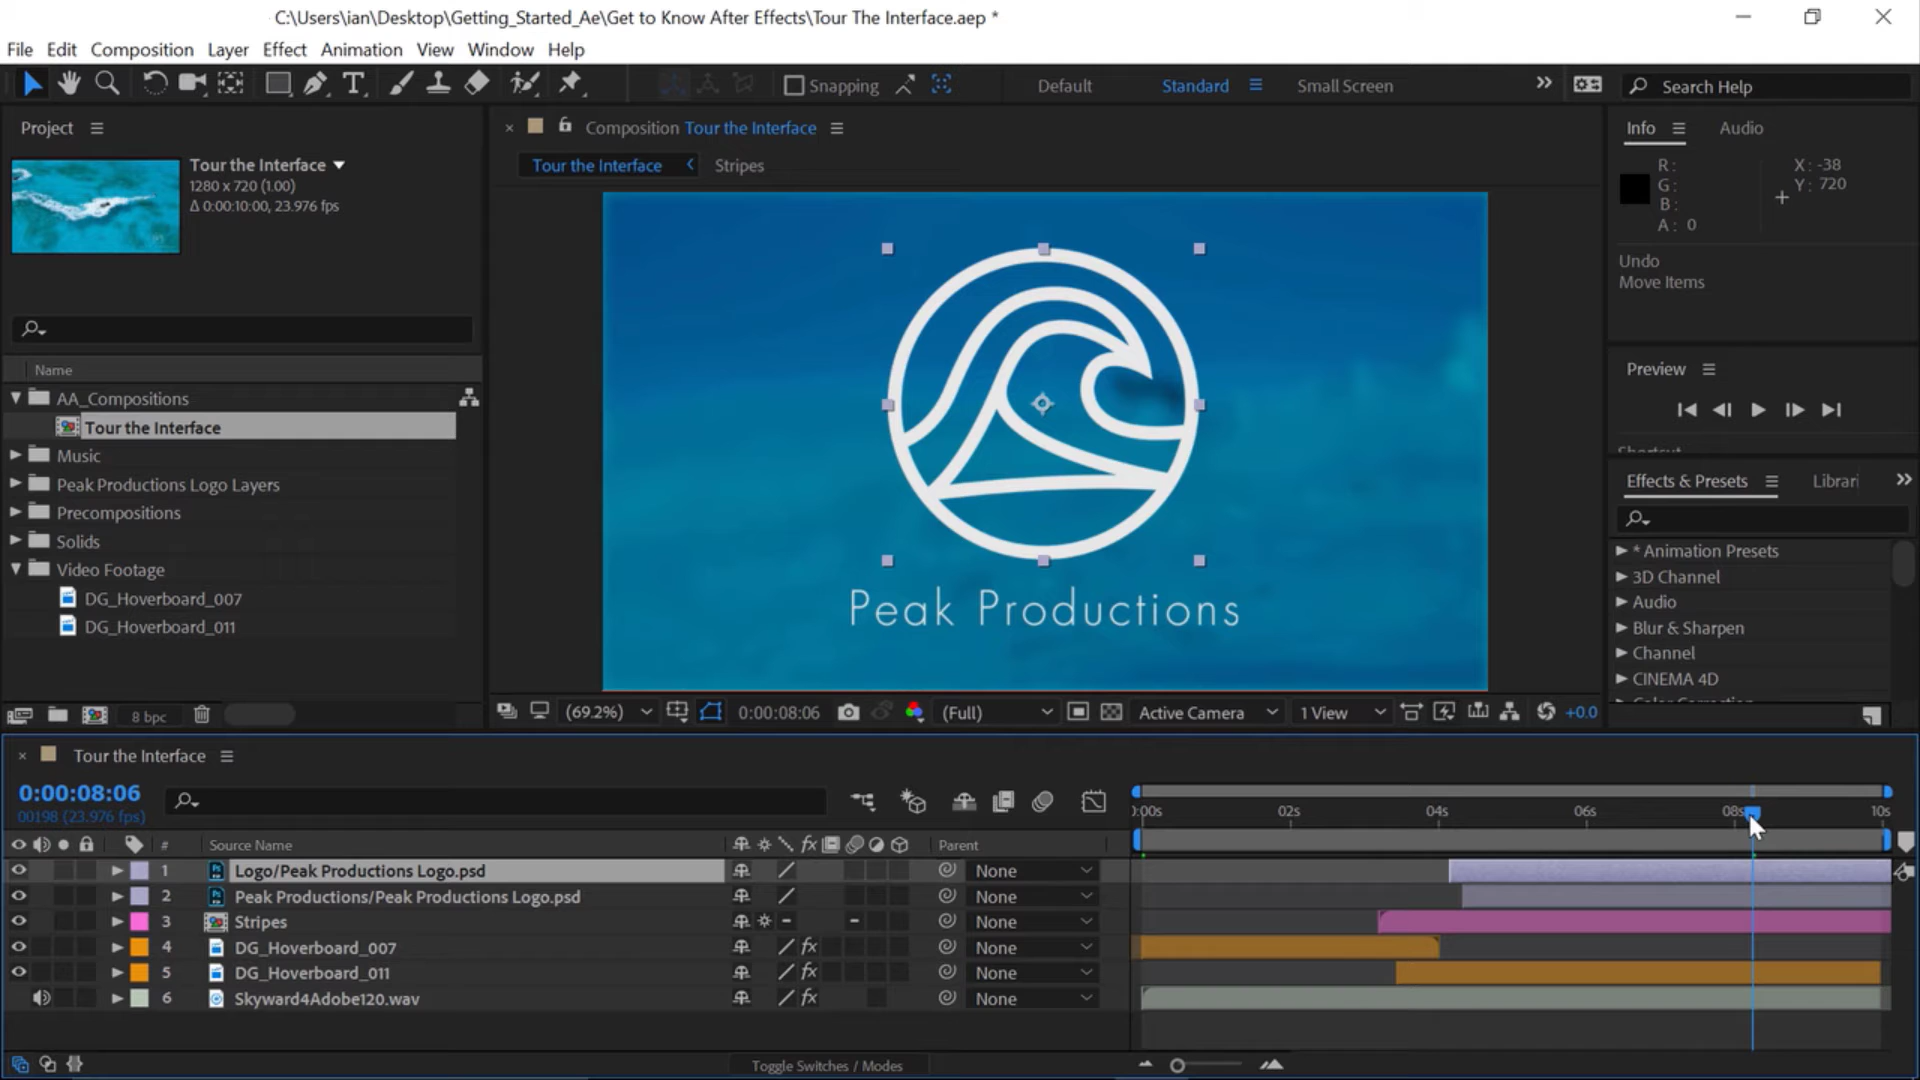 C:\Users\ian\Desktop\Getting_Started_Ae\Get to Know After Effects\Tour The Interface.aep *
File Edit Composition Layer Effect Animation View Window Help
Snapping Default Standard Small Screen Search Help
Project
Tour the Interface
1280 x 720 (1.00)
Δ 0:00:10:00, 23.976 fps
Name
AA_Compositions
Tour the Interface
Music
Peak Productions Logo Layers
Precompositions
Solids
Video Footage
DG_Hoverboard_007
DG_Hoverboard_011
8 bpc
Composition Tour the Interface
Tour the Interface Stripes
Peak Productions
(69.2%) 0:00:08:06 (Full) Active Camera 1 View +0.0
Info Audio
R: X: -38
G: Y: 720
B:
A: 0
Undo
Move Items
Preview
Effects & Presets Librari
* Animation Presets
3D Channel
Audio
Blur & Sharpen
Channel
CINEMA 4D
Tour the Interface
0:00:08:06
00198 (23.976 fps)
):00s 02s 04s 06s 08s 10s
# Source Name fx Parent
1 Logo/Peak Productions Logo.psd None
2 Peak Productions/Peak Productions Logo.psd None
3 Stripes None
4 DG_Hoverboard_007 fx None
5 DG_Hoverboard_011 fx None
6 Skyward4Adobe120.wav fx None
Toggle Switches / Modes